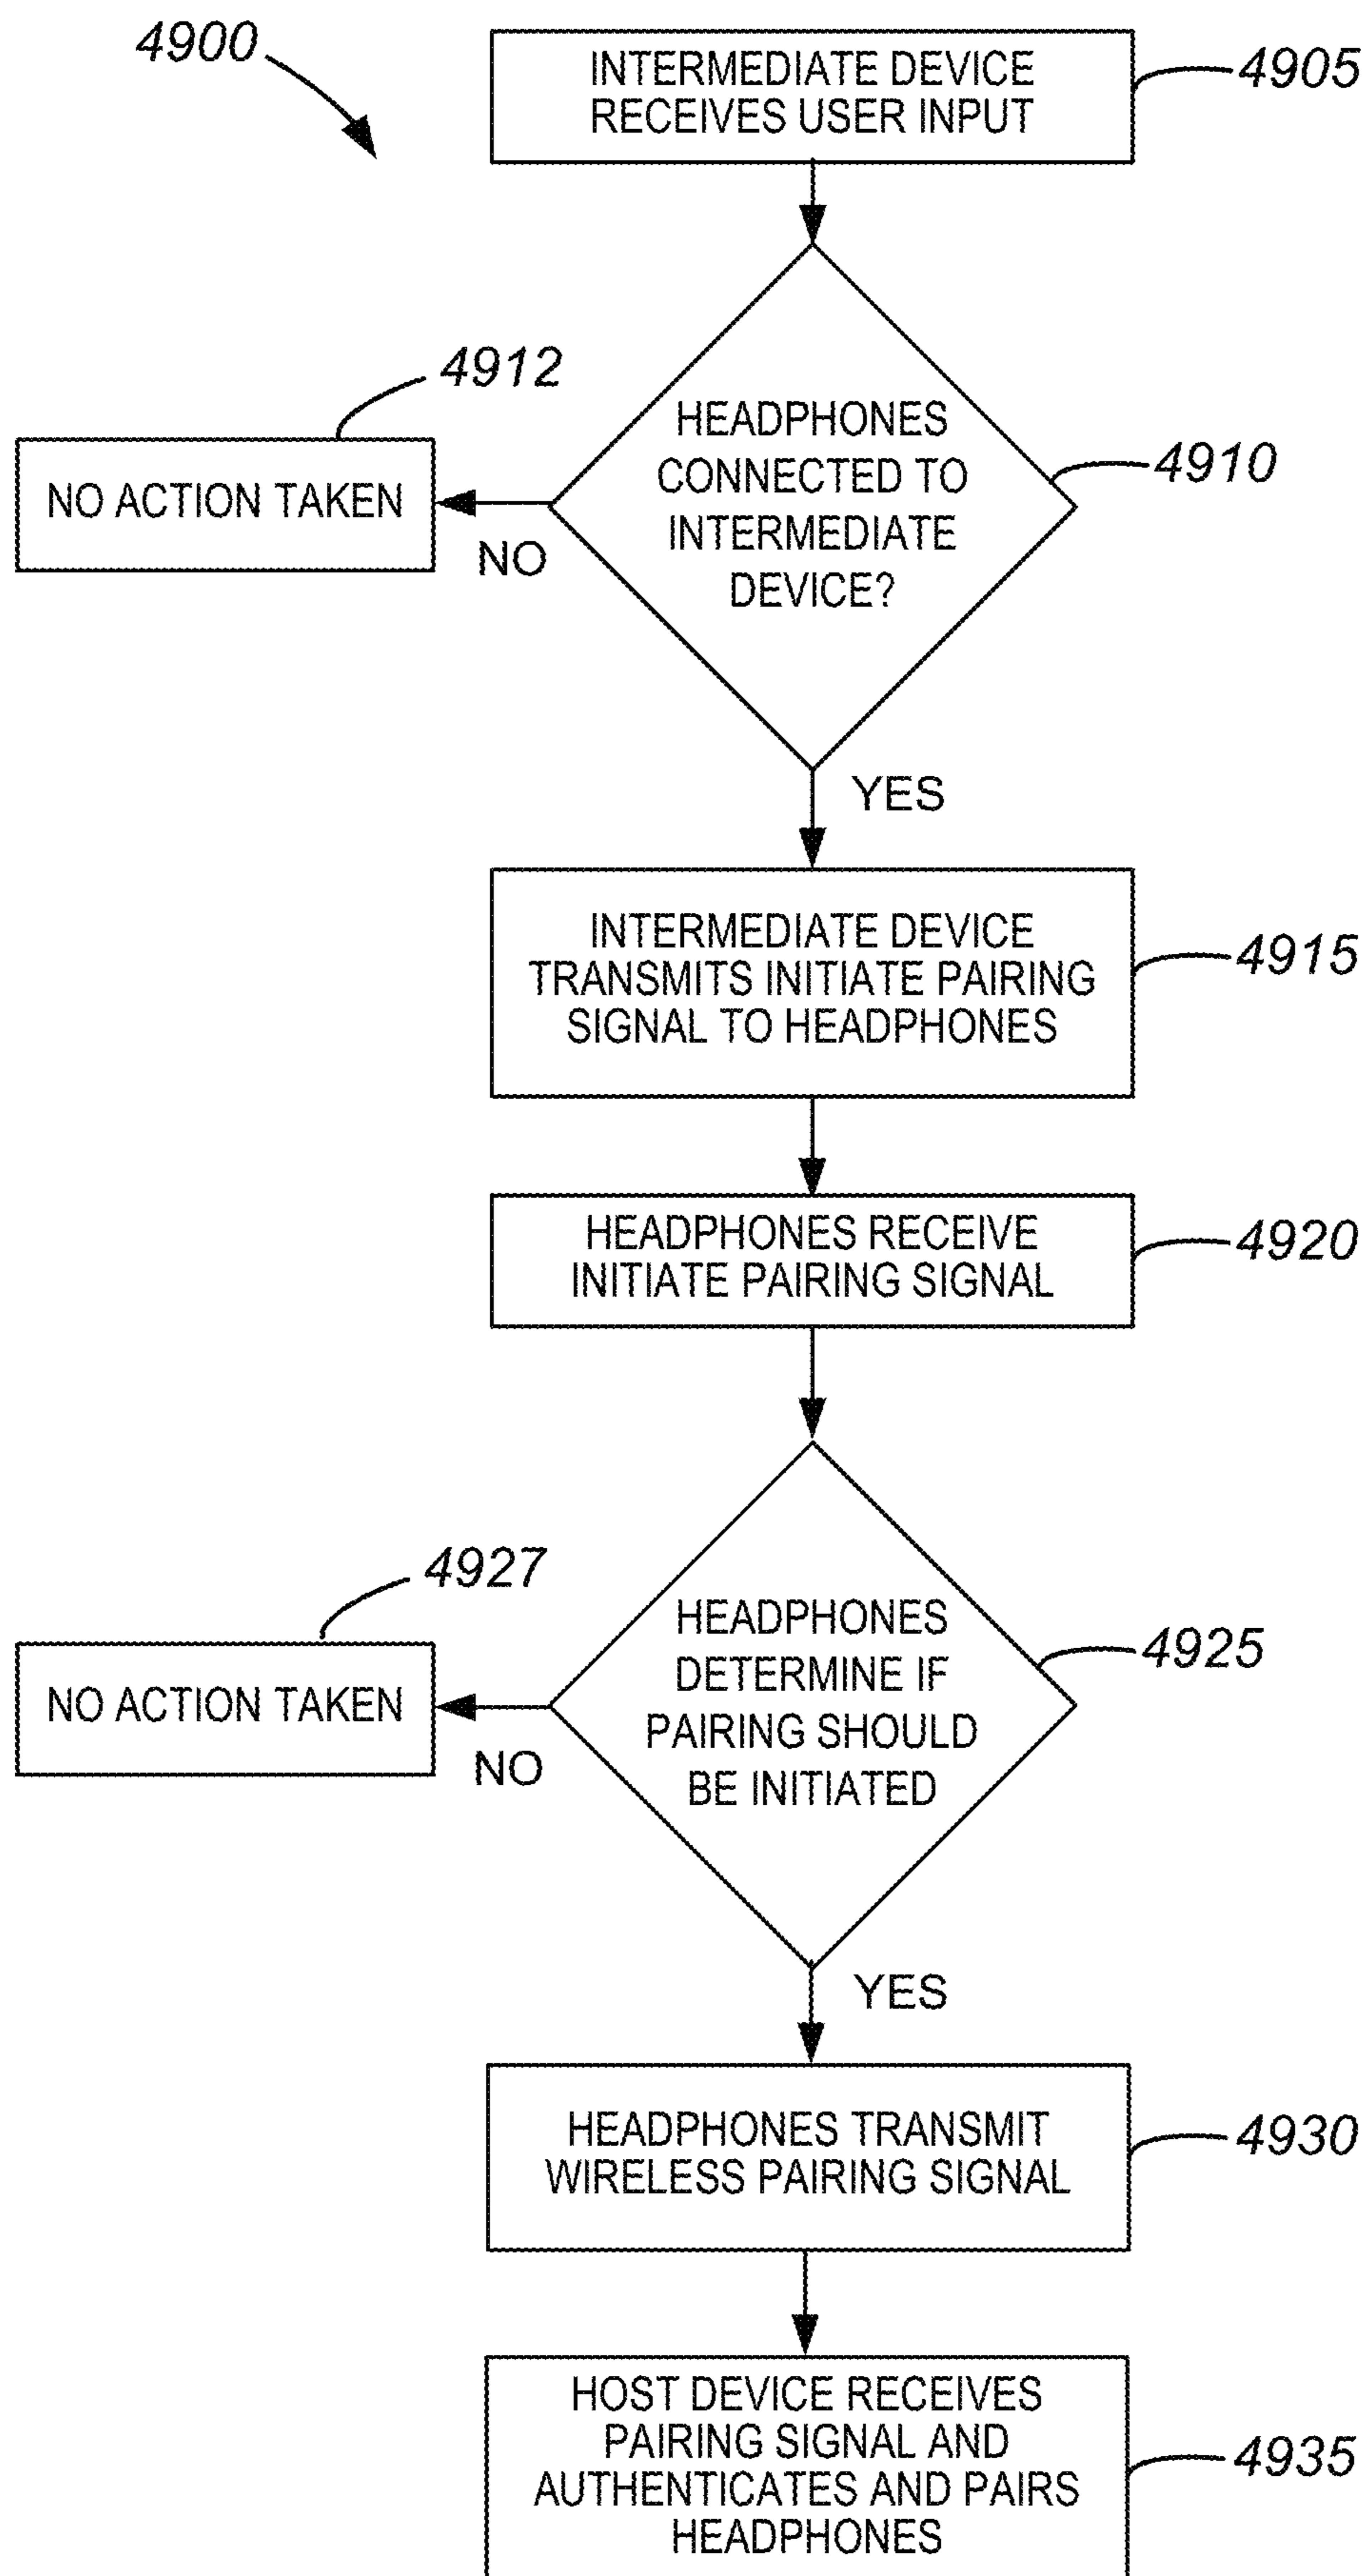 4900
INTERMEDIATE DEVICE
RECEIVES USER INPUT
4905
HEADPHONES
CONNECTED TO
INTERMEDIATE
DEVICE?
4910
4912
NO ACTION TAKEN
NO
YES
INTERMEDIATE DEVICE
TRANSMITS INITIATE PAIRING
SIGNAL TO HEADPHONES
4915
HEADPHONES RECEIVE
INITIATE PAIRING SIGNAL
4920
HEADPHONES
DETERMINE IF
PAIRING SHOULD
BE INITIATED
4925
4927
NO ACTION TAKEN
NO
YES
HEADPHONES TRANSMIT
WIRELESS PAIRING SIGNAL
4930
HOST DEVICE RECEIVES
PAIRING SIGNAL AND
AUTHENTICATES AND PAIRS
HEADPHONES
4935